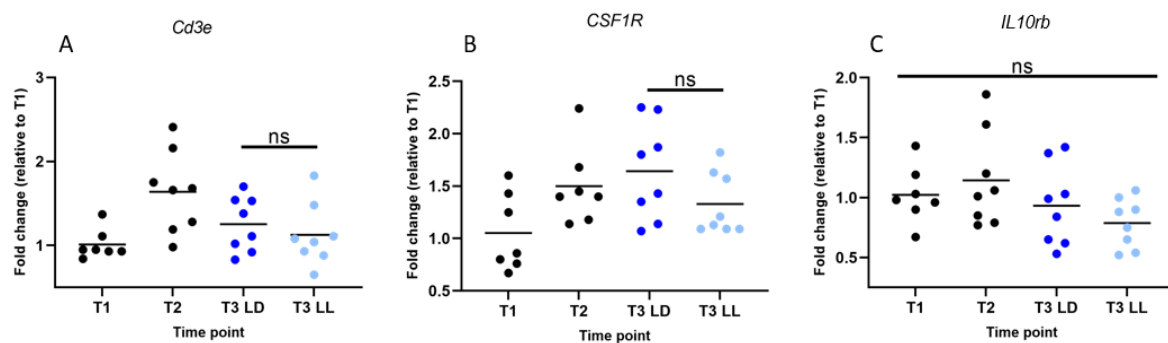 Cd3e
A
Fold change (relative to T1)
3
2
1
ns
T1 T2 T3 LD T3 LL
Time point
CSF1R
B
Fold change (relative to T1)
2.5
2.0
1.5
1.0
0.5
ns
T1 T2 T3 LD T3 LL
Time point
IL10rb
C
Fold change (relative to T1)
2.0
1.5
1.0
0.5
ns
T1 T2 T3 LD T3 LL
Time point